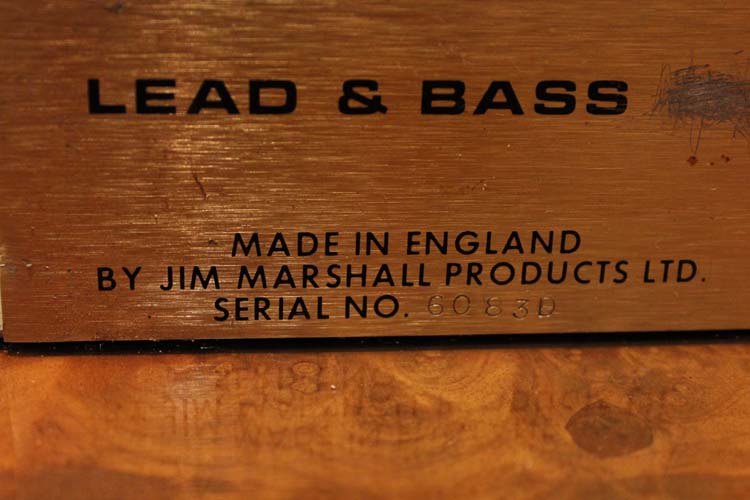 LEAD & BASS
MADE IN ENGLAND
BY JIM MARSHALL PRODUCTS LTD.
SERIAL NO. 6083D